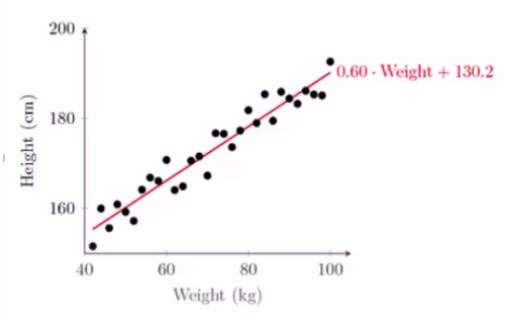 200
0.60 · Weight + 130.2
180
Height (cm)
160
40 60 80 100
Weight (kg)